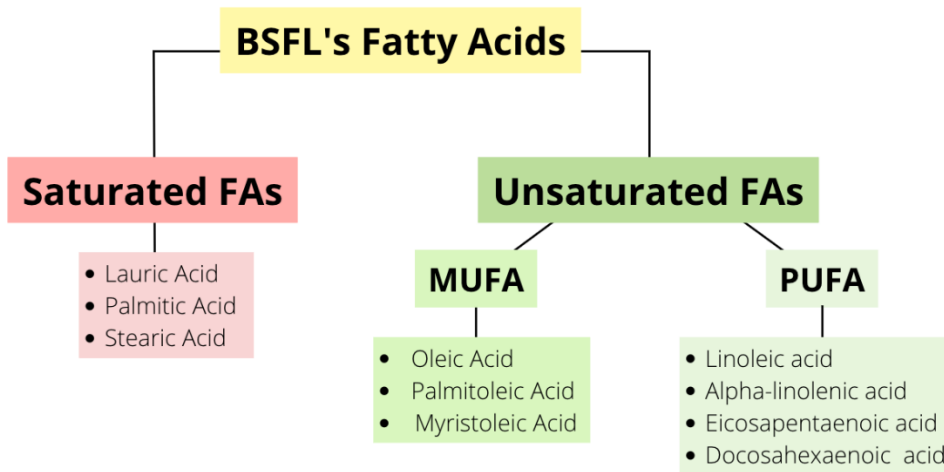 BSFL's Fatty Acids
Saturated FAs
Unsaturated FAs
• Lauric Acid
• Palmitic Acid
• Stearic Acid
MUFA
PUFA
• Oleic Acid
• Palmitoleic Acid
• Myristoleic Acid
• Linoleic acid
• Alpha-linolenic acid
• Eicosapentaenoic acid
• Docosahexaenoic acid